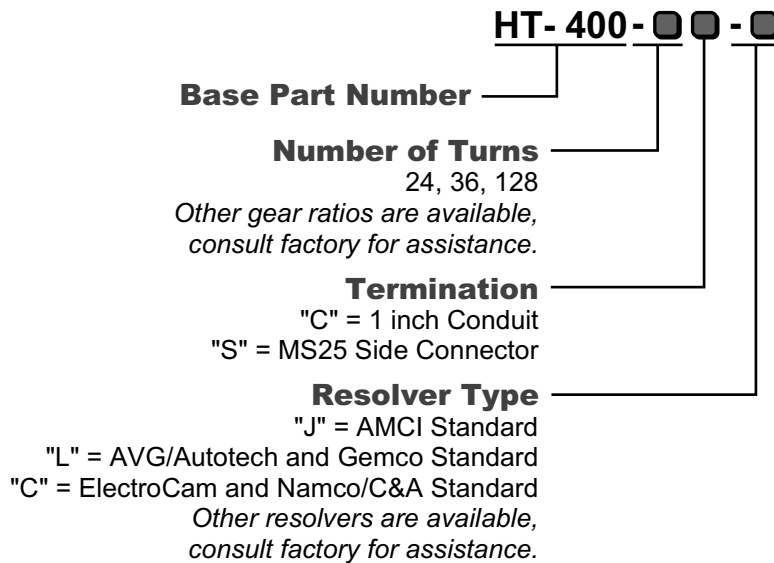 HT- 400 - -
Base Part Number
Number of Turns
24, 36, 128
Other gear ratios are available,
consult factory for assistance.
Termination
"C" = 1 inch Conduit
"S" = MS25 Side Connector
Resolver Type
"J" = AMCI Standard
"L" = AVG/Autotech and Gemco Standard
"C" = ElectroCam and Namco/C&A Standard
Other resolvers are available,
consult factory for assistance.